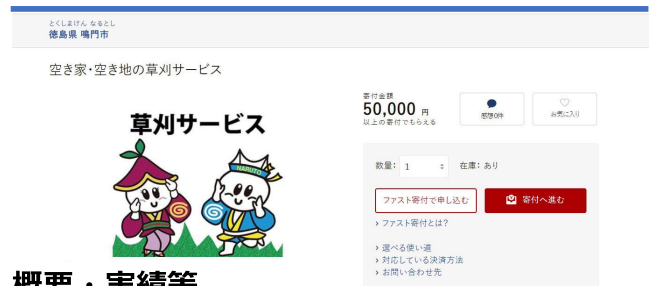 とくしまけん なるとし
徳島県 鳴門市
空き家・空き地の草刈サービス
草刈サービス
NARUTO
寄付金額
50,000 円
以上の寄付でもらえる
感想0件
お気に入り
数量: 1 在庫: あり
ファスト寄付で申し込む
寄付へ進む
› ファスト寄付とは?
› 選べる使い道
› 対応している決済方法
› お問い合わせ先
概要・実績等